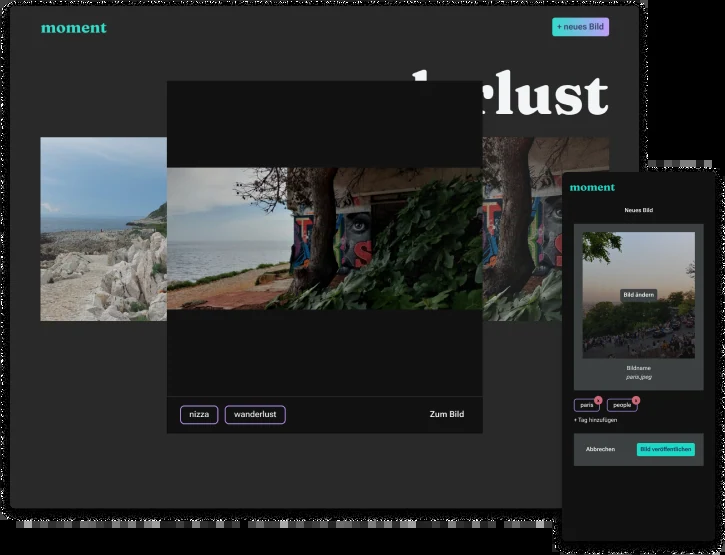 moment
+ neues Bild
rlust
nizza
wanderlust
Zum Bild
moment
Neues Bild
Bild ändern
Bildname
paris.jpeg
paris x
people x
+ Tag hinzufügen
Abbrechen
Bild veröffentlichen